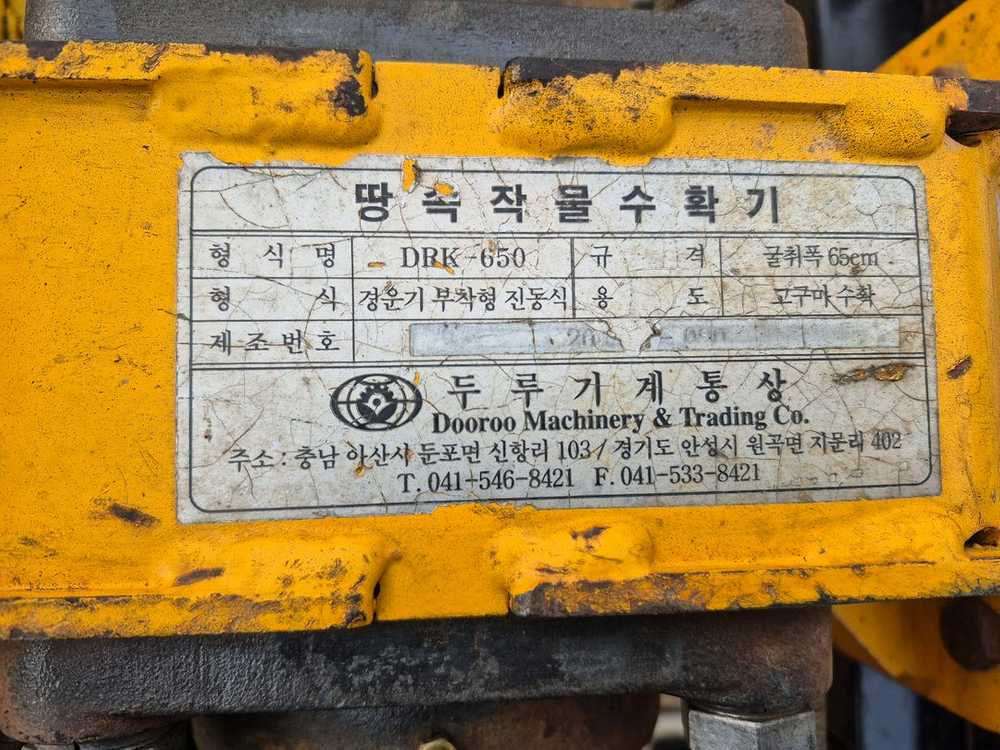 땅속작물수확기
형식명 DRK-650 규격 굴취폭 65cm
형식 경운기 부착형 진동식 용도 고구마 수확
제조번호
두루기계통상
Dooroo Machinery & Trading Co.
주소 : 충남 아산시 둔포면 신항리 103 / 경기도 안성시 원곡면 지문리 402
T. 041-546-8421 F. 041-533-8421